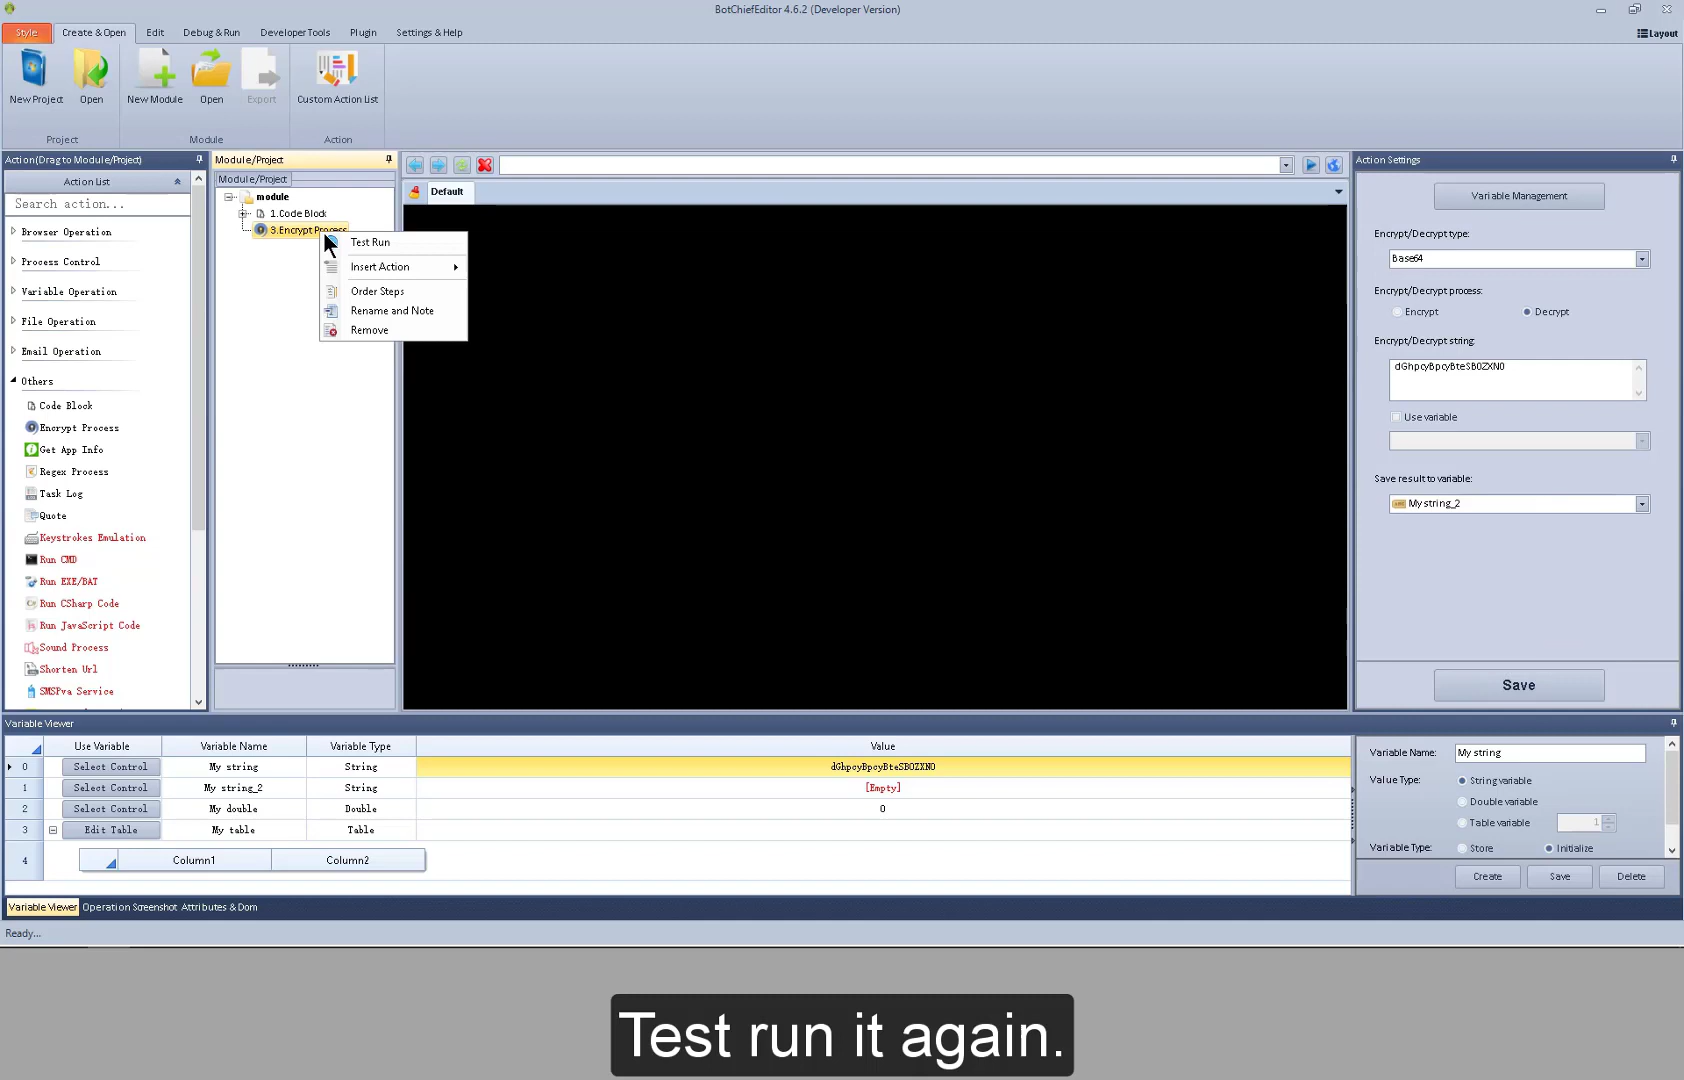 BotChiefEditor 4.6.2 (Developer Version)
Style
Create & Open
Edit
Debug & Run
Developer Tools
Plugin
Settings & Help
Layout
New Project
Open
New Module
Open
Export
Custom Action List
Project
Module
Action
Action(Drag to Module/Project)
Action List
Search action...
Browser Operation
Process Control
Variable Operation
File Operation
Email Operation
Others
Code Block
Encrypt Process
Get App Info
Regex Process
Task Log
Quote
Keystrokes Emulation
Run CMD
Run EXE/BAT
Run CSharp Code
Run JavaScript Code
Sound Process
Shorten Url
SMSPva Service
Module/Project
Module/Project
module
1.Code Block
3.Encrypt Process
Test Run
Insert Action
Order Steps
Rename and Note
Remove
Default
Action Settings
Variable Management
Encrypt/Decrypt type:
Base64
Encrypt/Decrypt process:
Encrypt
Decrypt
Encrypt/Decrypt string:
dGhpcyBpcyBteSB0ZXN0
Use variable
Save result to variable:
My string_2
Save
Variable Viewer
Use Variable
Variable Name
Variable Type
Value
0
Select Control
My string
String
dGhpcyBpcyBteSB0ZXN0
1
Select Control
My string_2
String
[Empty]
2
Select Control
My double
Double
0
3
Edit Table
My table
Table
4
Column1
Column2
Variable Name:
My string
Value Type:
String variable
Double variable
Table variable
1
Variable Type:
Store
Initialize
Create
Save
Delete
Variable Viewer
Operation Screenshot
Attributes & Dom
Ready...
Test run it again.